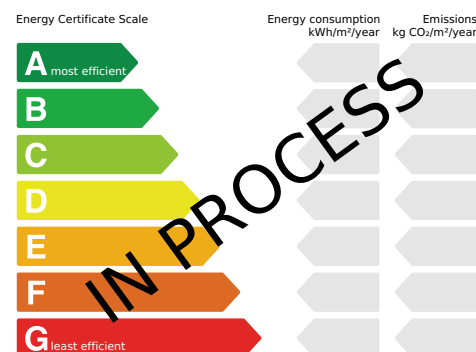 Energy Certificate Scale
Energy consumption
kWh/m²/year
Emissions
kg CO₂/m²/year
A most efficient
B
C
D
E
F
G least efficient
IN PROCESS